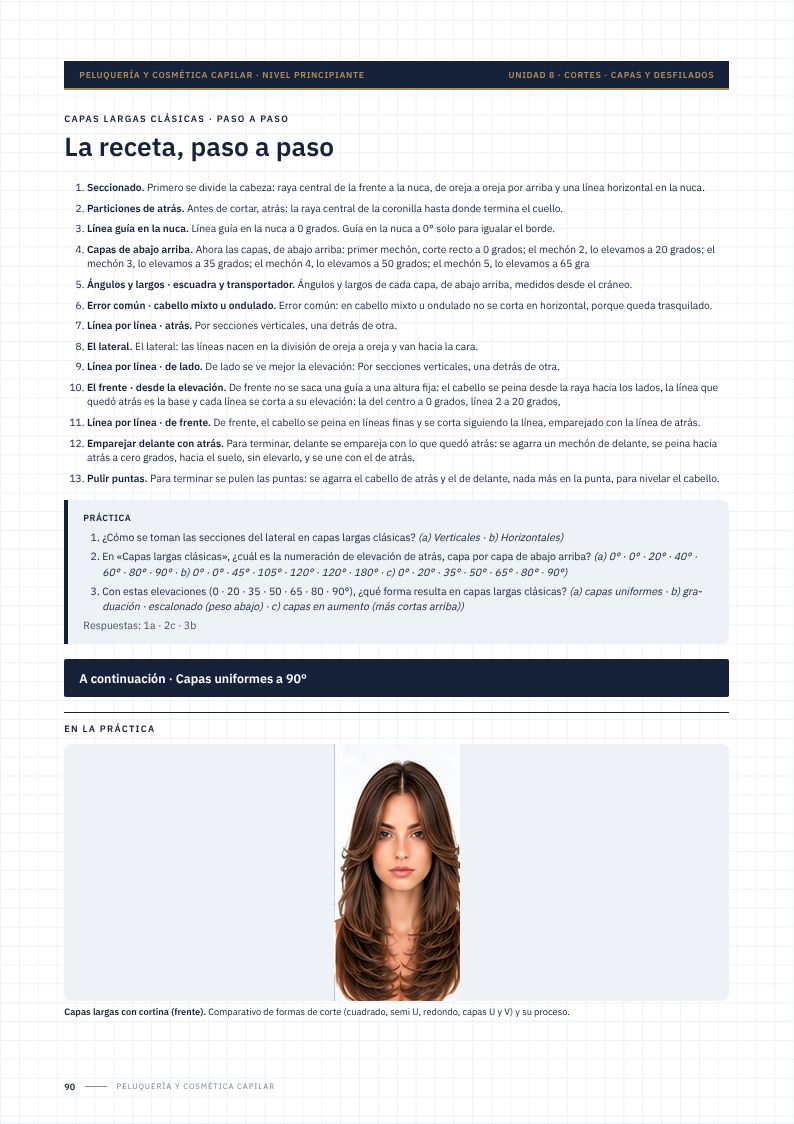 PELUQUERÍA Y COSMÉTICA CAPILAR · NIVEL PRINCIPIANTE
UNIDAD 8 · CORTES · CAPAS Y DESFILADOS
CAPAS LARGAS CLÁSICAS · PASO A PASO
La receta, paso a paso
1. Seccionado. Primero se divide la cabeza: raya central de la frente a la nuca, de oreja a oreja por arriba y una línea horizontal en la nuca.
2. Particiones de atrás. Antes de cortar, atrás: la raya central de la coronilla hasta donde termina el cuello.
3. Línea guía en la nuca. Línea guía en la nuca a 0 grados. Guía en la nuca a 0° solo para igualar el borde.
4. Capas de abajo arriba. Ahora las capas, de abajo arriba: primer mechón, corte recto a 0 grados; el mechón 2, lo elevamos a 20 grados; el
mechón 3, lo elevamos a 35 grados; el mechón 4, lo elevamos a 50 grados; el mechón 5, lo elevamos a 65 gra
5. Ángulos y largos · escuadra y transportador. Ángulos y largos de cada capa, de abajo arriba, medidos desde el cráneo.
6. Error común · cabello mixto u ondulado. Error común: en cabello mixto u ondulado no se corta en horizontal, porque queda trasquilado.
7. Línea por línea · atrás. Por secciones verticales, una detrás de otra.
8. El lateral. El lateral: las líneas nacen en la división de oreja a oreja y van hacia la cara.
9. Línea por línea · de lado. De lado se ve mejor la elevación: Por secciones verticales, una detrás de otra.
10. El frente · desde la elevación. De frente no se saca una guía a una altura fija: el cabello se peina desde la raya hacia los lados, la línea que
quedó atrás es la base y cada línea se corta a su elevación: la del centro a 0 grados, línea 2 a 20 grados,
11. Línea por línea · de frente. De frente, el cabello se peina en líneas finas y se corta siguiendo la línea, emparejado con la línea de atrás.
12. Emparejar delante con atrás. Para terminar, delante se empareja con lo que quedó atrás: se agarra un mechón de delante, se peina hacia
atrás a cero grados, hacia el suelo, sin elevarlo, y se une con el de atrás.
13. Pulir puntas. Para terminar se pulen las puntas: se agarra el cabello de atrás y el de delante, nada más en la punta, para nivelar el cabello.
PRÁCTICA
1. ¿Cómo se toman las secciones del lateral en capas largas clásicas? (a) Verticales · b) Horizontales)
2. En «Capas largas clásicas», ¿cuál es la numeración de elevación de atrás, capa por capa de abajo arriba? (a) 0° · 0° · 20° · 40° ·
60° · 80° · 90° · b) 0° · 0° · 45° · 105° · 120° · 120° · 180° · c) 0° · 20° · 35° · 50° · 65° · 80° · 90°)
3. Con estas elevaciones (0 · 20 · 35 · 50 · 65 · 80 · 90°), ¿qué forma resulta en capas largas clásicas? (a) capas uniformes · b) gra-
duación · escalonado (peso abajo) · c) capas en aumento (más cortas arriba))
Respuestas: 1a · 2c · 3b
A continuación · Capas uniformes a 90°
EN LA PRÁCTICA
Capas largas con cortina (frente). Comparativo de formas de corte (cuadrado, semi U, redondo, capas U y V) y su proceso.
90 PELUQUERÍA Y COSMÉTICA CAPILAR